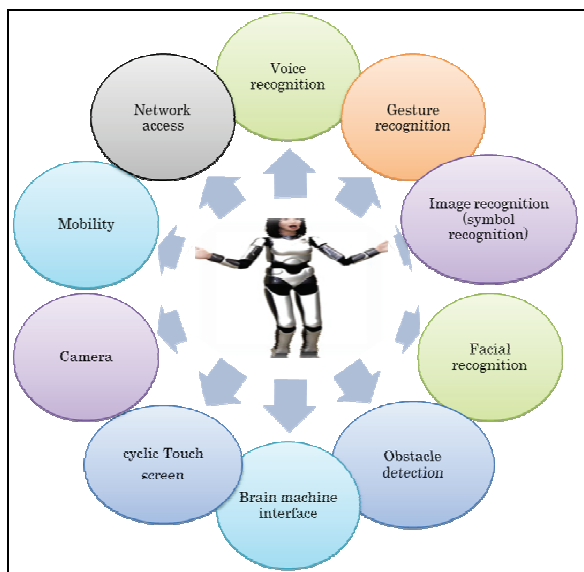 Voice
recognition
Gesture
recognition
Image recognition
(symbol
recognition)
Facial
recognition
Obstacle
detection
Brain machine
interface
cyclic Touch
screen
Camera
Mobility
Network
access